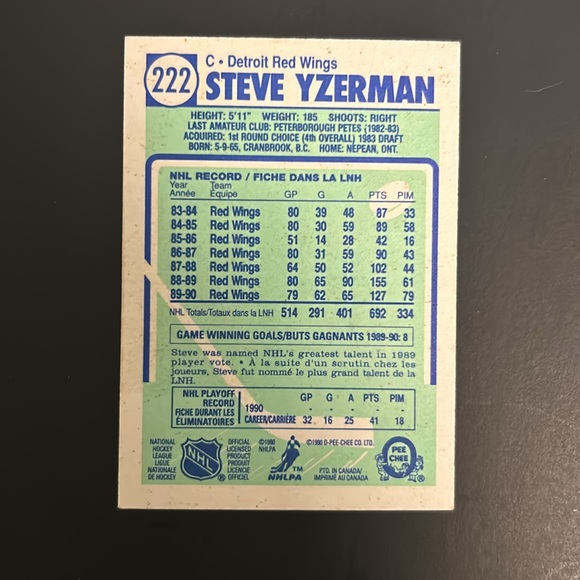 222
C • Detroit Red Wings
STEVE YZERMAN
HEIGHT: 5'11" WEIGHT: 185 SHOOTS: RIGHT
LAST AMATEUR CLUB: PETERBOROUGH PETES (1982-83)
ACQUIRED: 1st ROUND CHOICE (4th OVERALL) 1983 DRAFT
BORN: 5-9-65, CRANBROOK, B.C. HOME: NEPEAN, ONT.
NHL RECORD / FICHE DANS LA LNH
Year Team
Année Équipe GP G A PTS PIM
83-84 Red Wings 80 39 48 87 33
84-85 Red Wings 80 30 59 89 58
85-86 Red Wings 51 14 28 42 16
86-87 Red Wings 80 31 59 90 43
87-88 Red Wings 64 50 52 102 44
88-89 Red Wings 80 65 90 155 61
89-90 Red Wings 79 62 65 127 79
NHL Totals/Totaux dans la LNH 514 291 401 692 334
GAME WINNING GOALS/BUTS GAGNANTS 1989-90: 8
Steve was named NHL's greatest talent in 1989
player vote. • À la suite d'un scrutin chez les
joueurs, Steve fut nommé le plus grand talent de la
LNH.
NHL PLAYOFF
RECORD
FICHE DURANT LES
ÉLIMINATOIRES
GP G A PTS PIM
1990 - - - - -
CAREER/CARRIÈRE 32 16 25 41 18
NATIONAL
HOCKEY
LEAGUE
LIGUE
NATIONALE
DE HOCKEY
NHL
OFFICIAL
LICENSED
PRODUCT
PRODUIT
LICENCIE
OFFICIEL
©1990
NHLPA
TM
NHLPA
©1990 O-PEE-CHEE CO. LTD.
PTD. IN CANADA/
IMPRIMÉ AU CANADA
O
PEE
CHEE
®